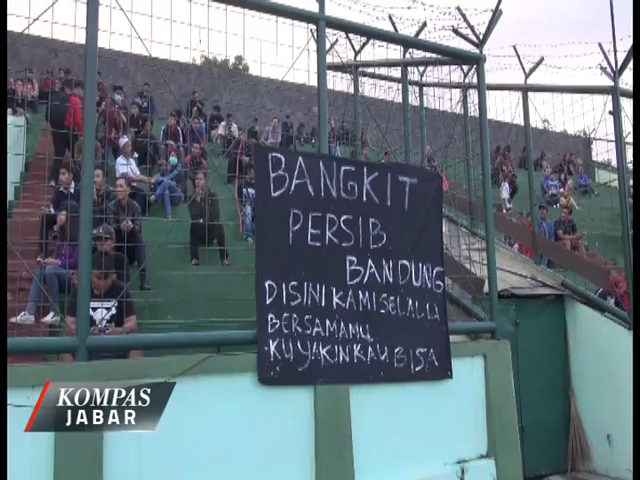 BANGKIT
PERSIB
BANDUNG
DISINI KAMI SELALU
BERSAMAMU
KU YAKIN KAU BISA
KOMPAS
JABAR